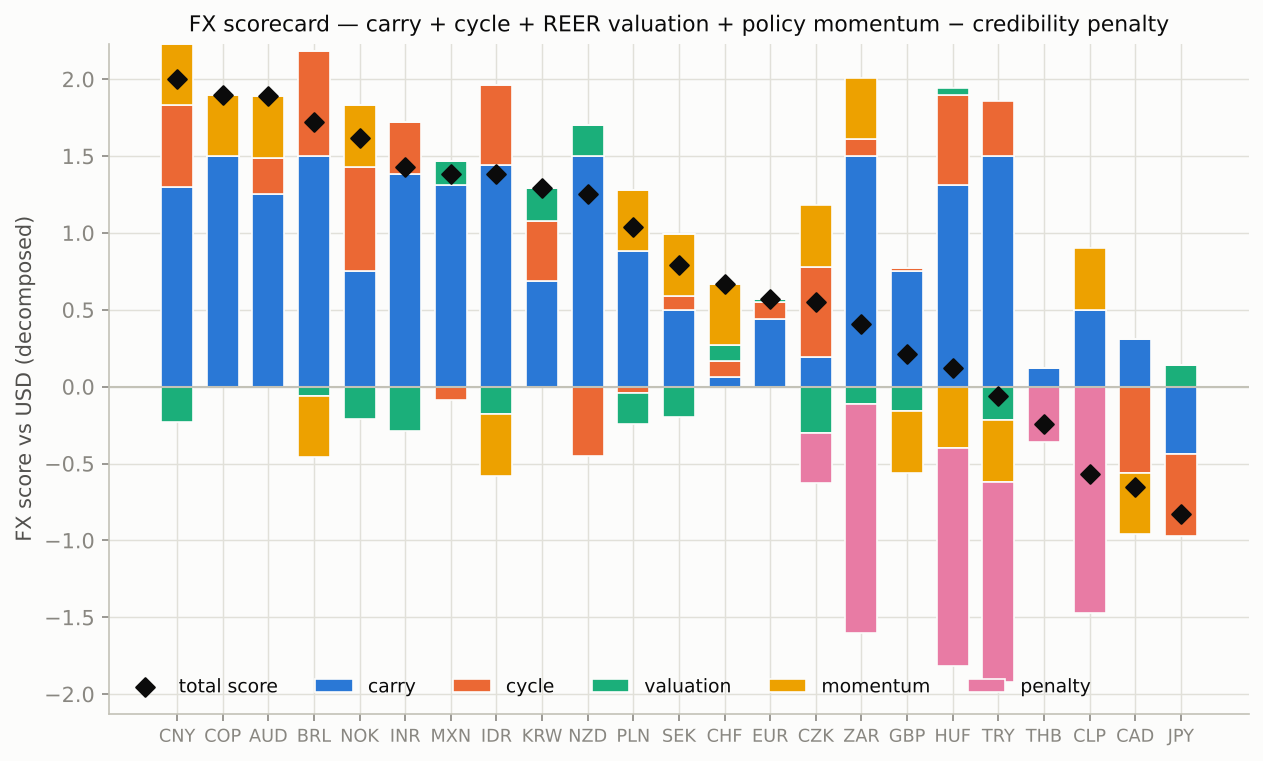 FX scorecard — carry + cycle + REER valuation + policy momentum − credibility penalty
FX score vs USD (decomposed)
2.0
1.5
1.0
0.5
0.0
−0.5
−1.0
−1.5
−2.0
total score carry cycle valuation momentum penalty
CNY COP AUD BRL NOK INR MXN IDR KRW NZD PLN SEK CHF EUR CZK ZAR GBP HUF TRY THB CLP CAD JPY